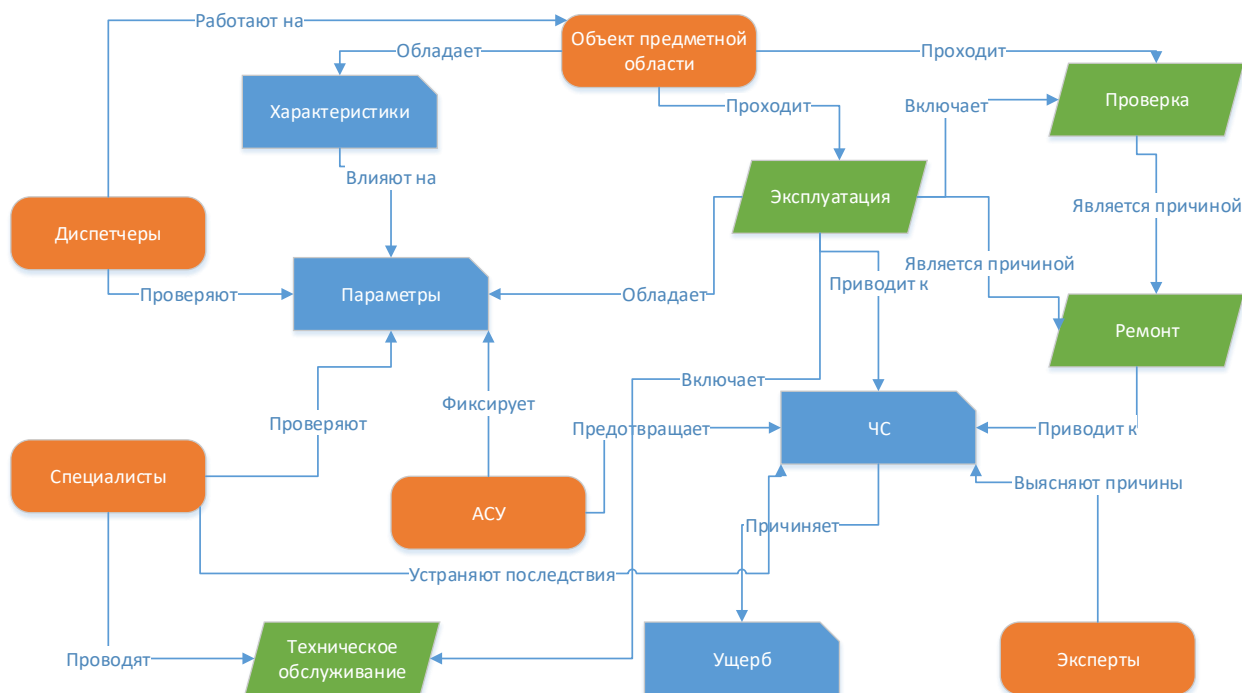 Работают на
Объект предметной
области
Обладает
Проходит
Характеристики
Проходит
Включает
Проверка
Влияют на
Эксплуатация
Является причиной
Диспетчеры
Является причиной
Приводит к
Проверяют
Параметры
Обладает
Ремонт
Включает
Фиксирует
Проверяют
Предотвращает
ЧС
Приводит к
Специалисты
АСУ
Выясняют причины
Причиняет
Устраняют последствия
Проводят
Техническое
обслуживание
Ущерб
Эксперты